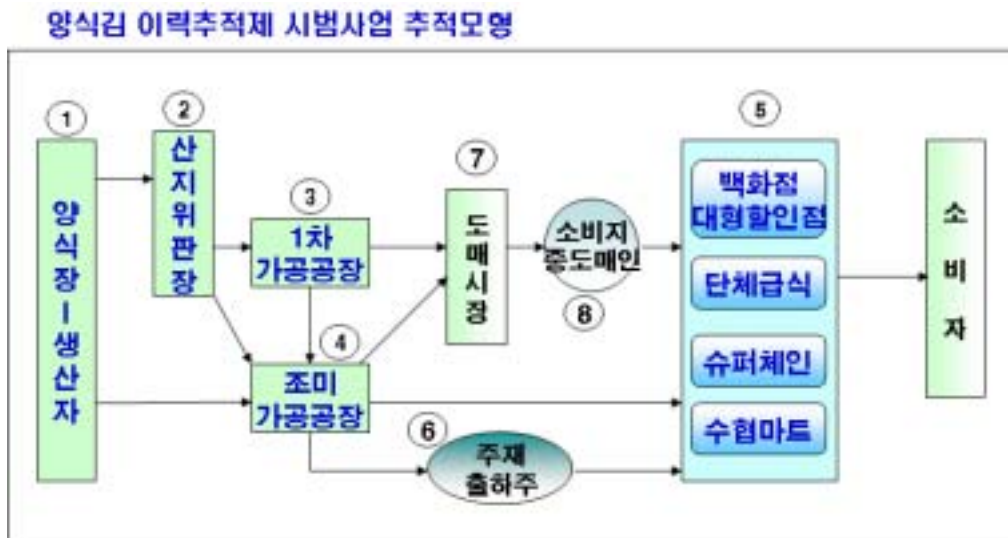 양식김 이력추적제 시범사업 추적모형
1
양식장-생산자
2
산지위판장
3
1차
가공공장
4
조미
가공공장
7
도매시장
소비지
중도매인
8
6
주재
출하주
5
백화점
대형할인점
단체급식
슈퍼체인
수협마트
소비자